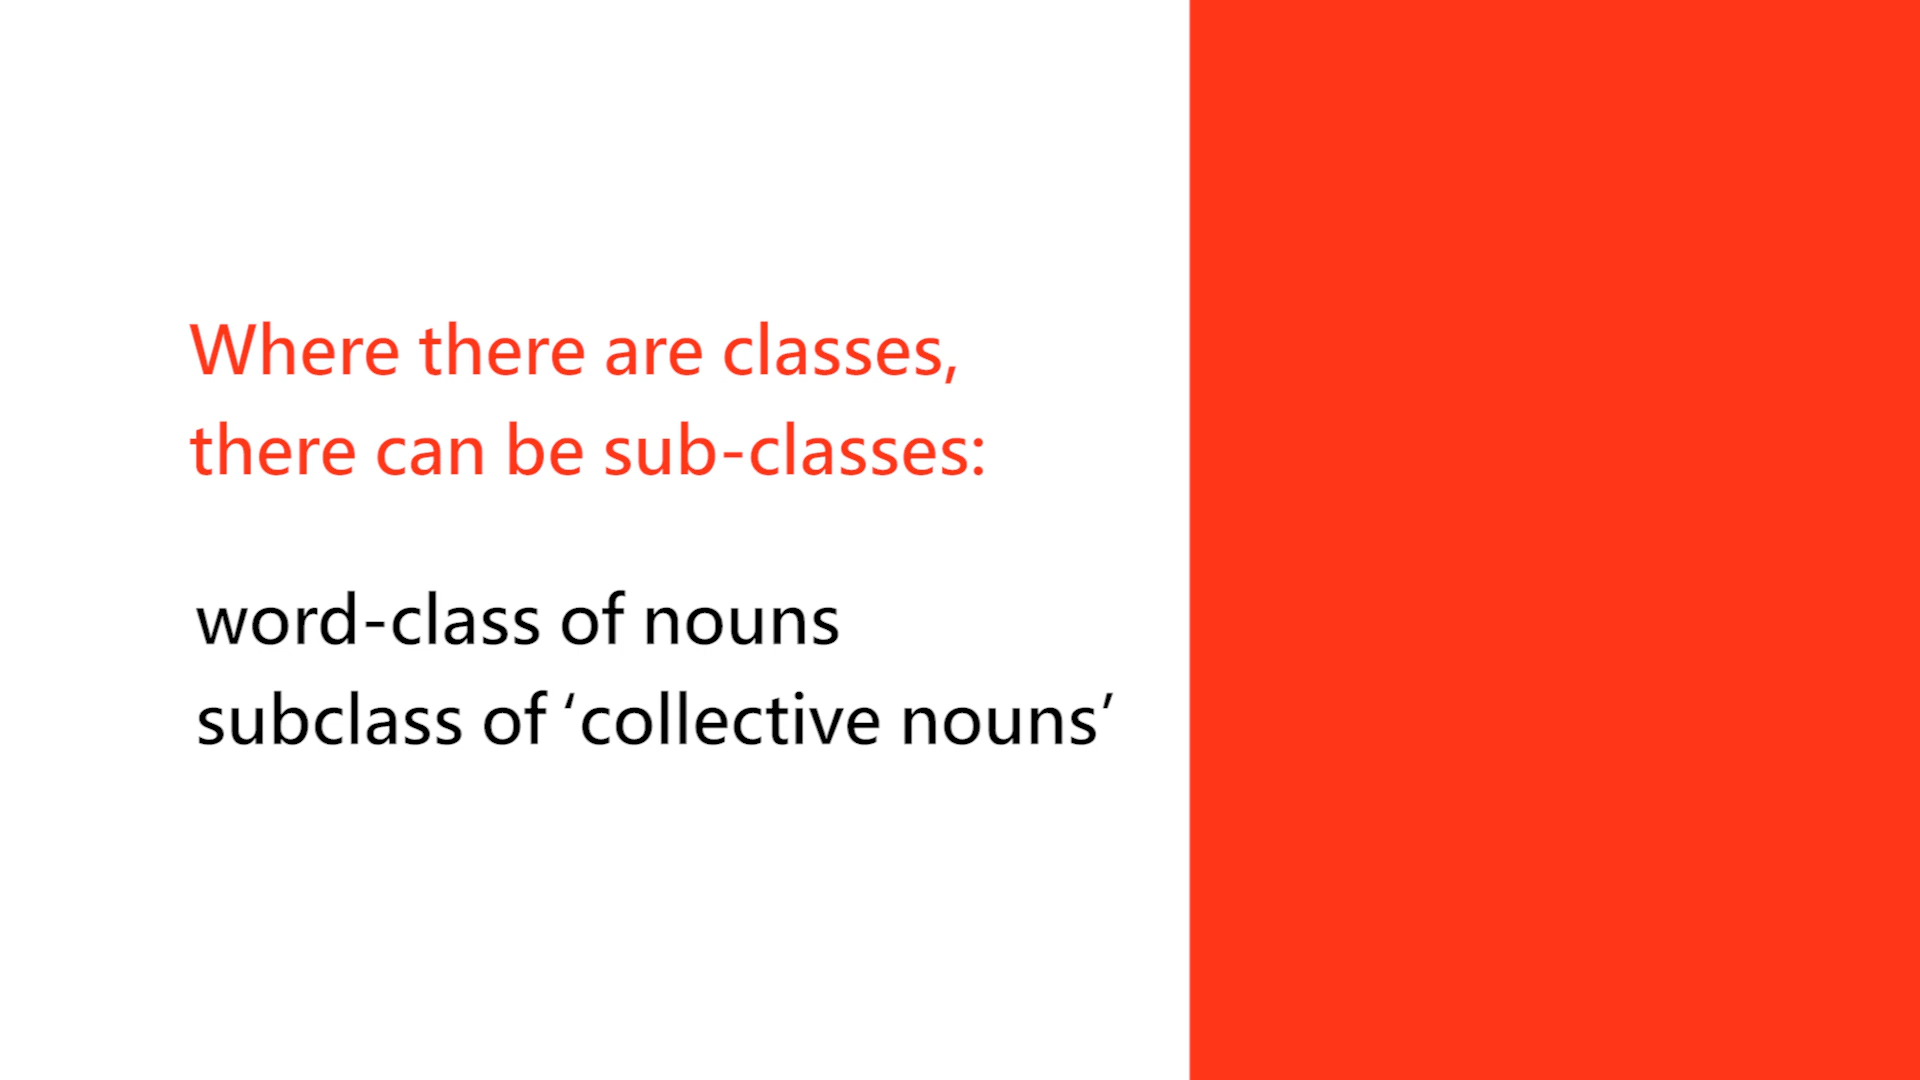 Where there are classes,
there can be sub-classes:
word-class of nouns
subclass of ‘collective nouns’